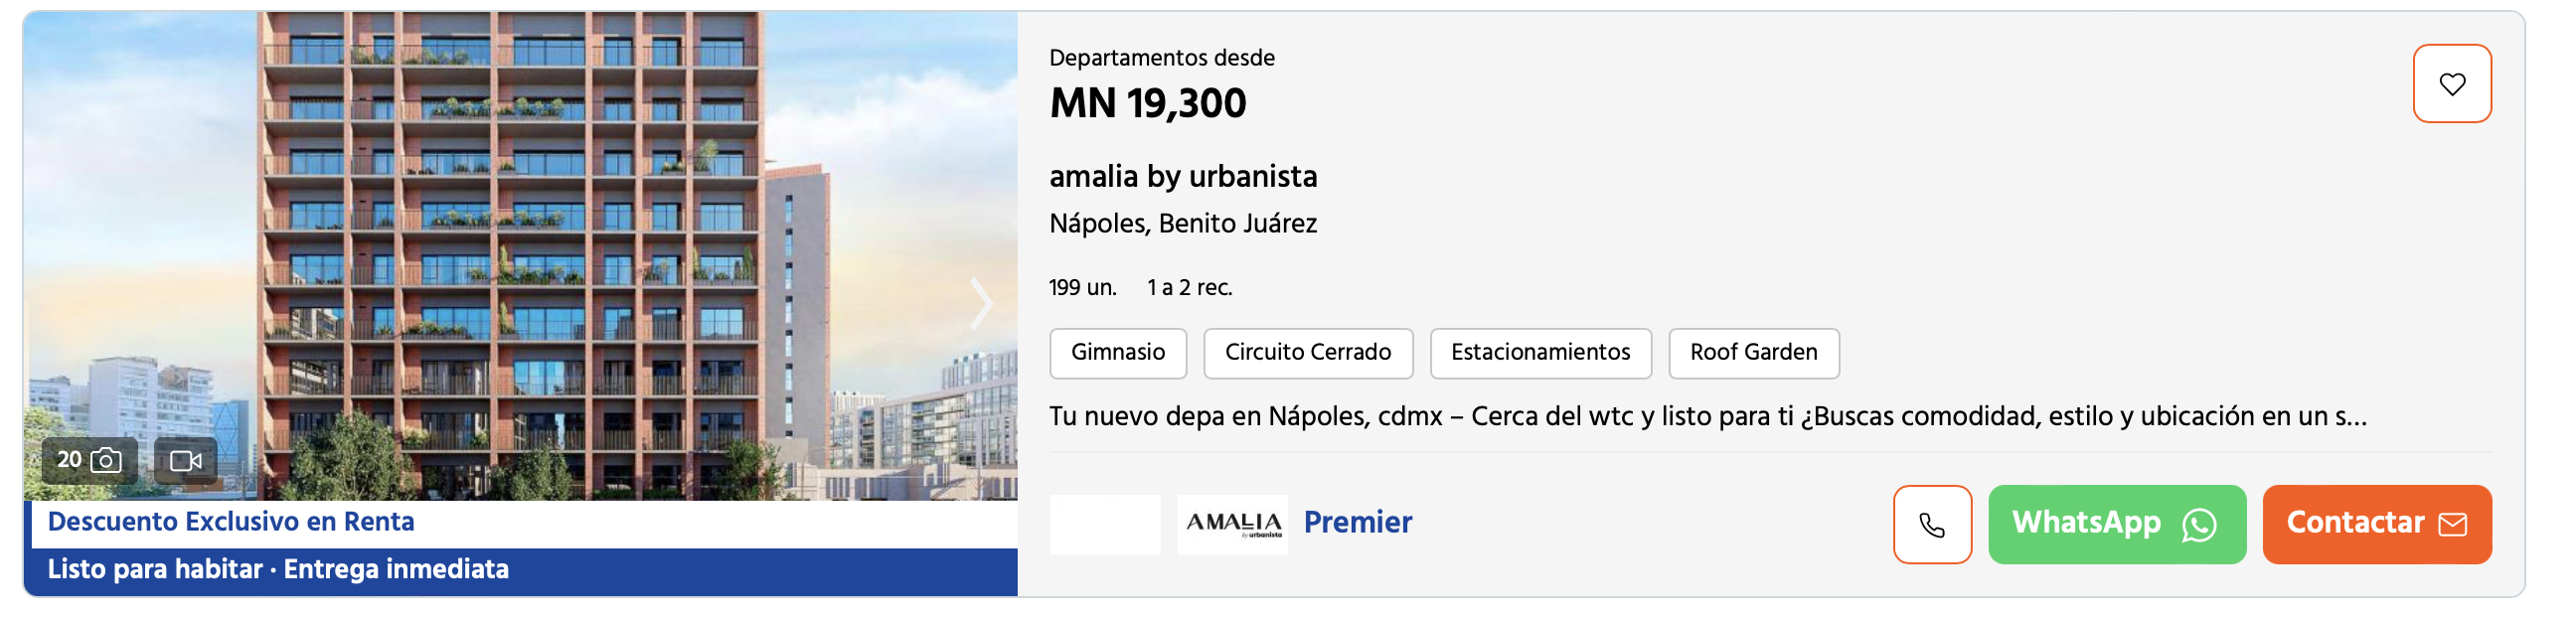 Departamentos desde
MN 19,300
amalia by urbanista
Nápoles, Benito Juárez
199 un. 1 a 2 rec.
Gimnasio Circuito Cerrado Estacionamientos Roof Garden
Tu nuevo depa en Nápoles, cdmx – Cerca del wtc y listo para ti ¿Buscas comodidad, estilo y ubicación en un s...
20
Descuento Exclusivo en Renta
Listo para habitar · Entrega inmediata
AMALIA
by urbanista
Premier
WhatsApp
Contactar